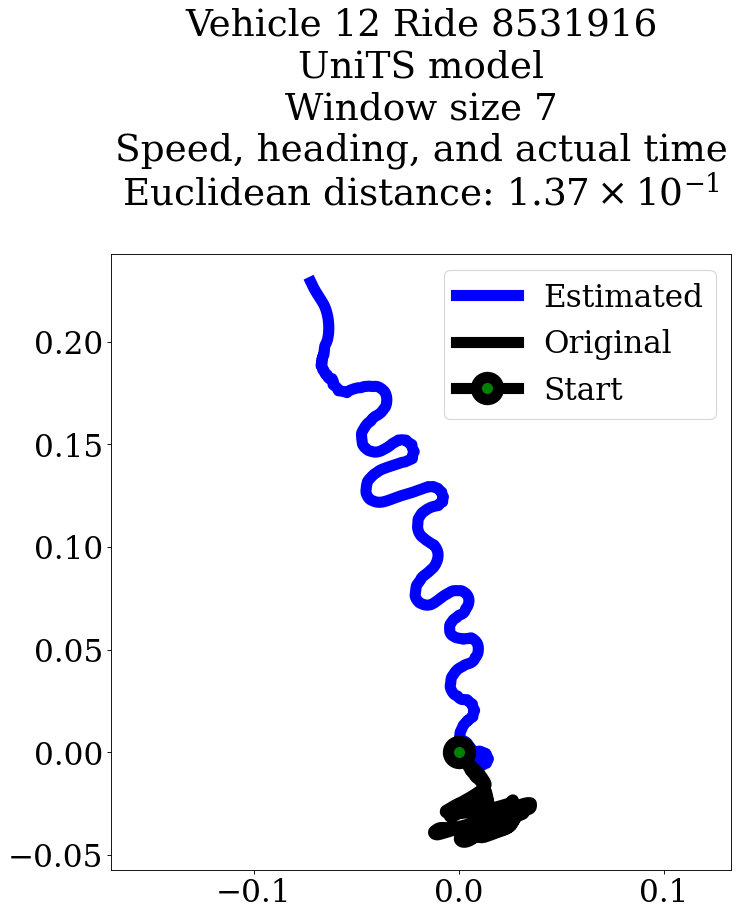 Vehicle 12 Ride 8531916
UniTS model
Window size 7
Speed, heading, and actual time
Euclidean distance: 1.37 × 10⁻¹
Estimated
Original
Start
0.20
0.15
0.10
0.05
0.00
−0.05
−0.1
0.0
0.1